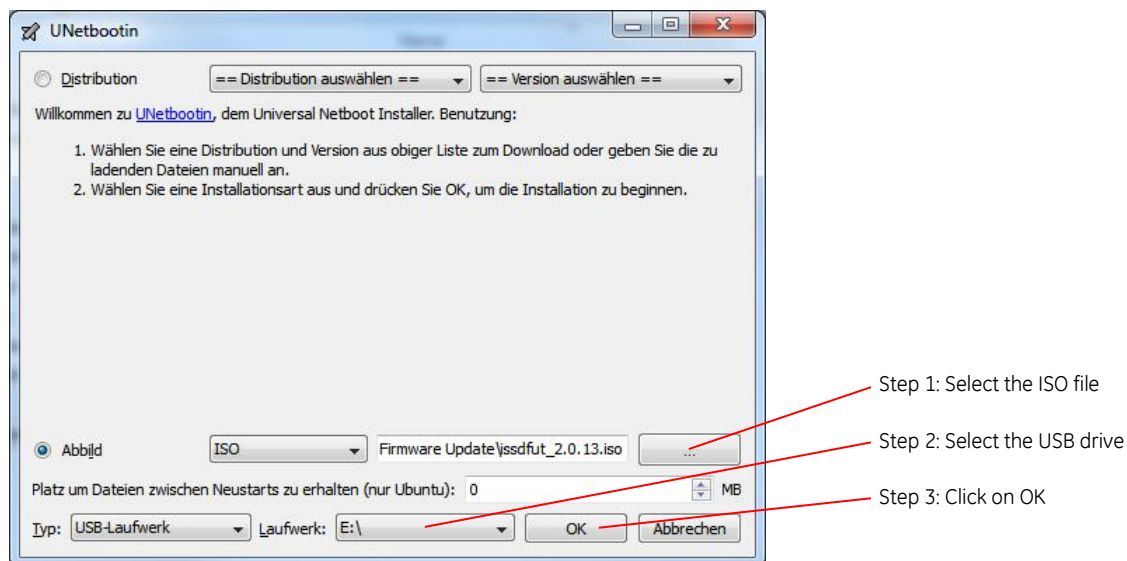 UNetbootin
Distribution
== Distribution auswählen ==
== Version auswählen ==
Willkommen zu UNetbootin, dem Universal Netboot Installer. Benutzung:
1. Wählen Sie eine Distribution und Version aus obiger Liste zum Download oder geben Sie die zu
ladenden Dateien manuell an.
2. Wählen Sie eine Installationsart aus und drücken Sie OK, um die Installation zu beginnen.
Step 1: Select the ISO file
Abbild
ISO
Firmware Update\issdfut_2.0.13.iso
...
Step 2: Select the USB drive
Platz um Dateien zwischen Neustarts zu erhalten (nur Ubuntu):
0
MB
Step 3: Click on OK
Typ:
USB-Laufwerk
Laufwerk:
E:\
OK
Abbrechen